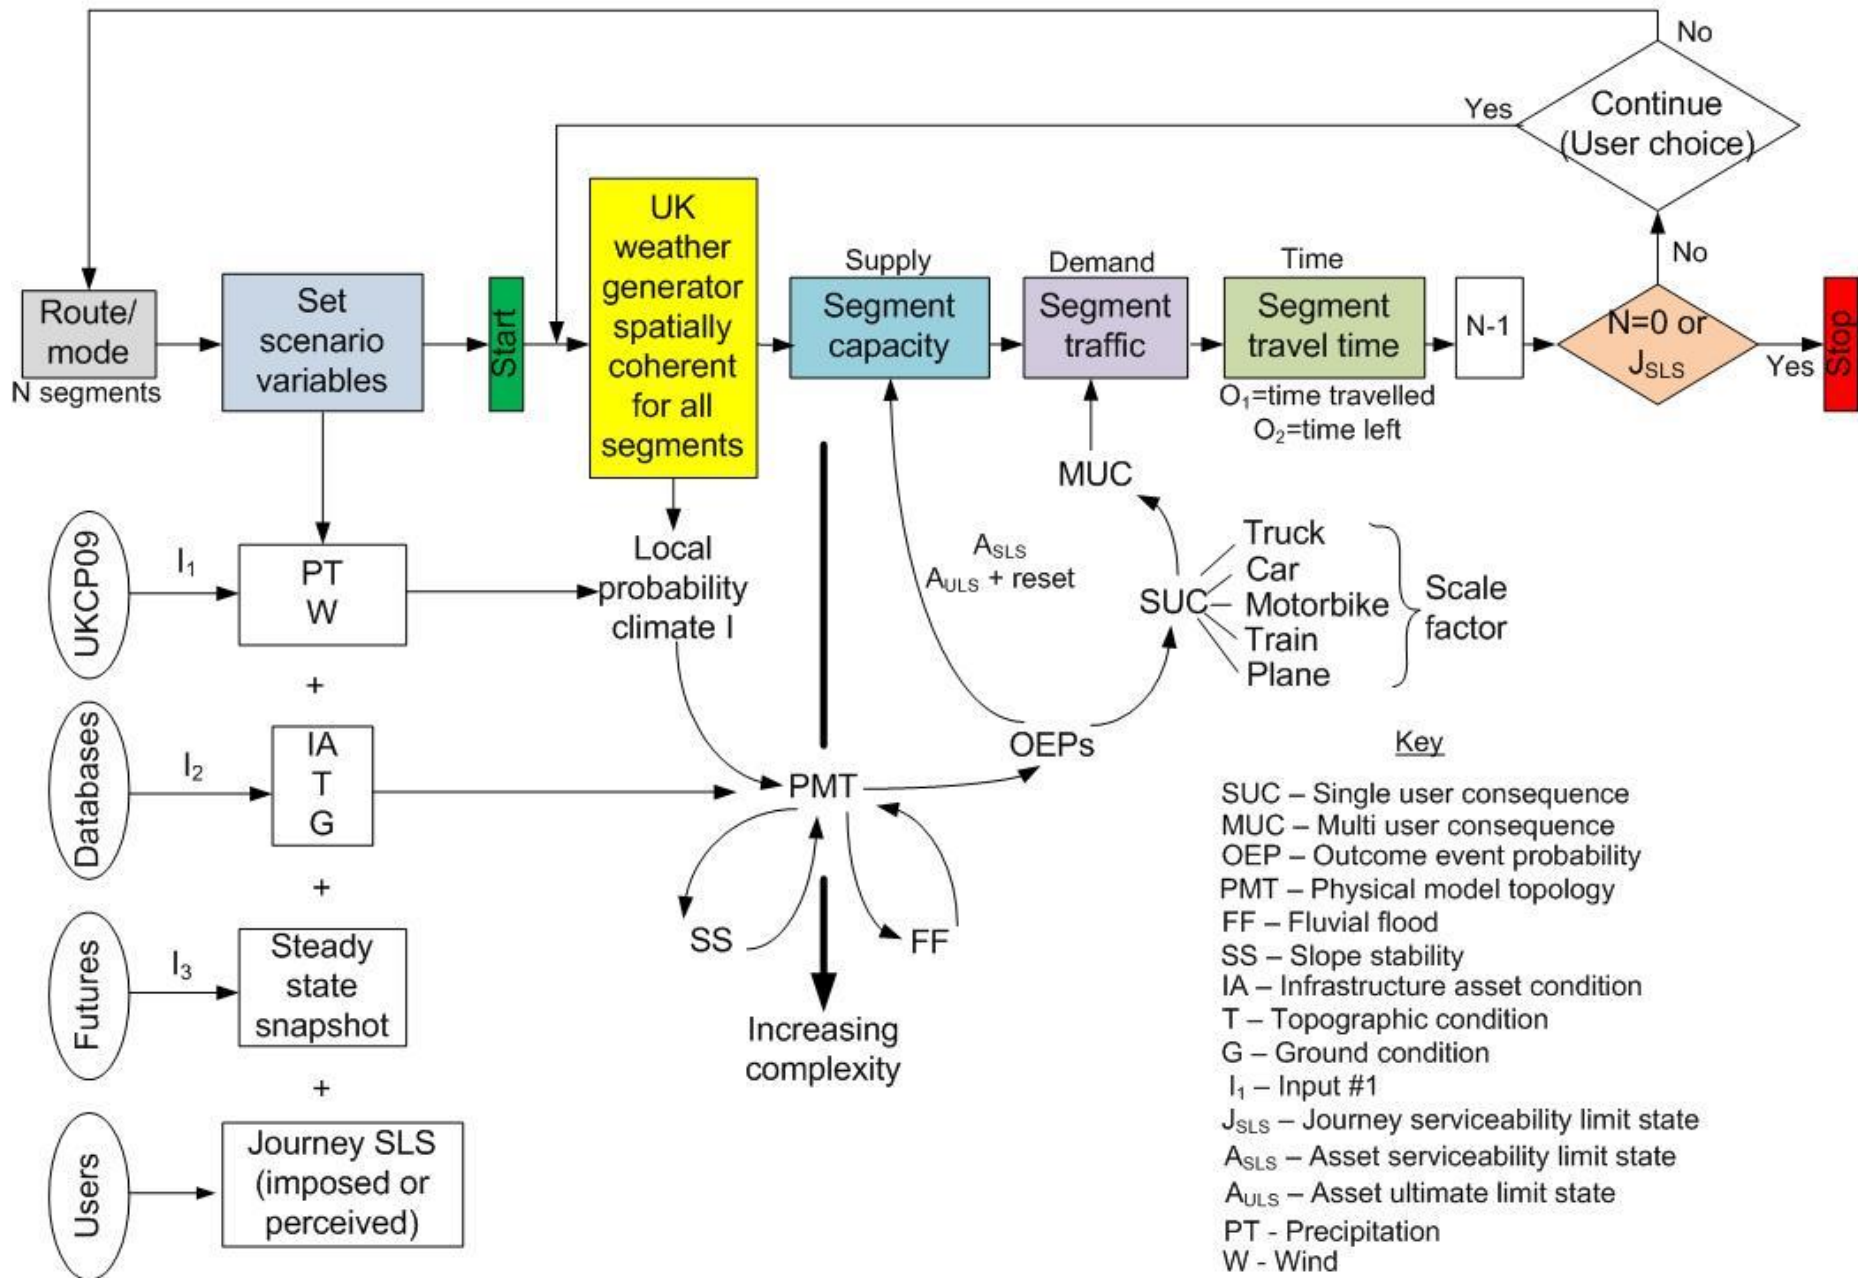 No
Continue
(User choice)
Yes
No
Route/
mode
N segments
Set
scenario
variables
Start
UK
weather
generator
spatially
coherent
for all
segments
Supply
Segment
capacity
Demand
Segment
traffic
Time
Segment
travel time
O₁=time travelled
O₂=time left
N-1
N=0 or
J_SLS
Yes
Stop
UKCP09
I₁
PT
W
Local
probability
climate I
+
Databases
I₂
IA
T
G
+
Futures
I₃
Steady
state
snapshot
+
Users
Journey SLS
(imposed or
perceived)
PMT
SS
FF
Increasing
complexity
OEPs
A_SLS
A_ULS + reset
MUC
SUC
Truck
Car
Motorbike
Train
Plane
Scale
factor
Key
SUC – Single user consequence
MUC – Multi user consequence
OEP – Outcome event probability
PMT – Physical model topology
FF – Fluvial flood
SS – Slope stability
IA – Infrastructure asset condition
T – Topographic condition
G – Ground condition
I₁ – Input #1
J_SLS – Journey serviceability limit state
A_SLS – Asset serviceability limit state
A_ULS – Asset ultimate limit state
PT - Precipitation
W - Wind